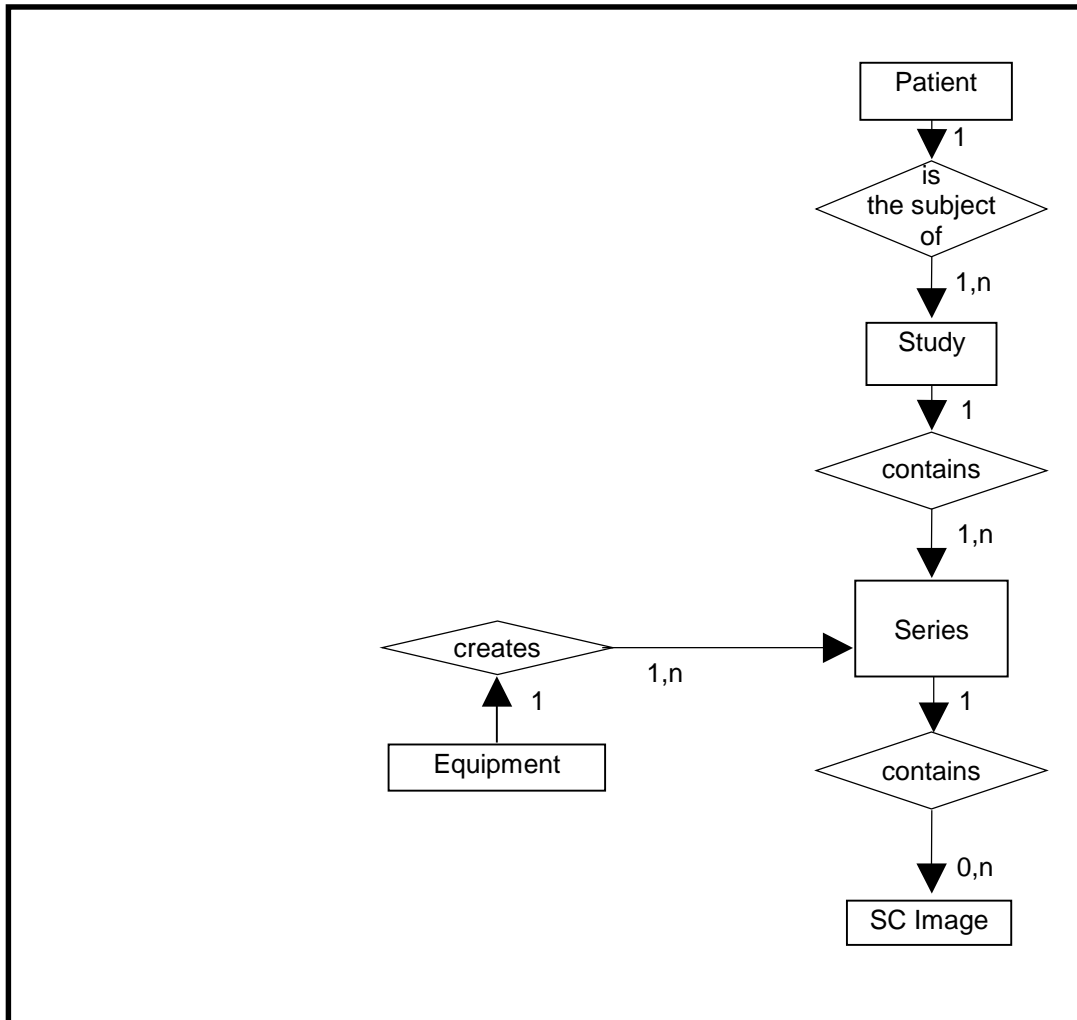 Patient
1
is
the subject
of
1,n
Study
1
contains
1,n
Series
creates
1,n
1
Equipment
1
contains
0,n
SC Image